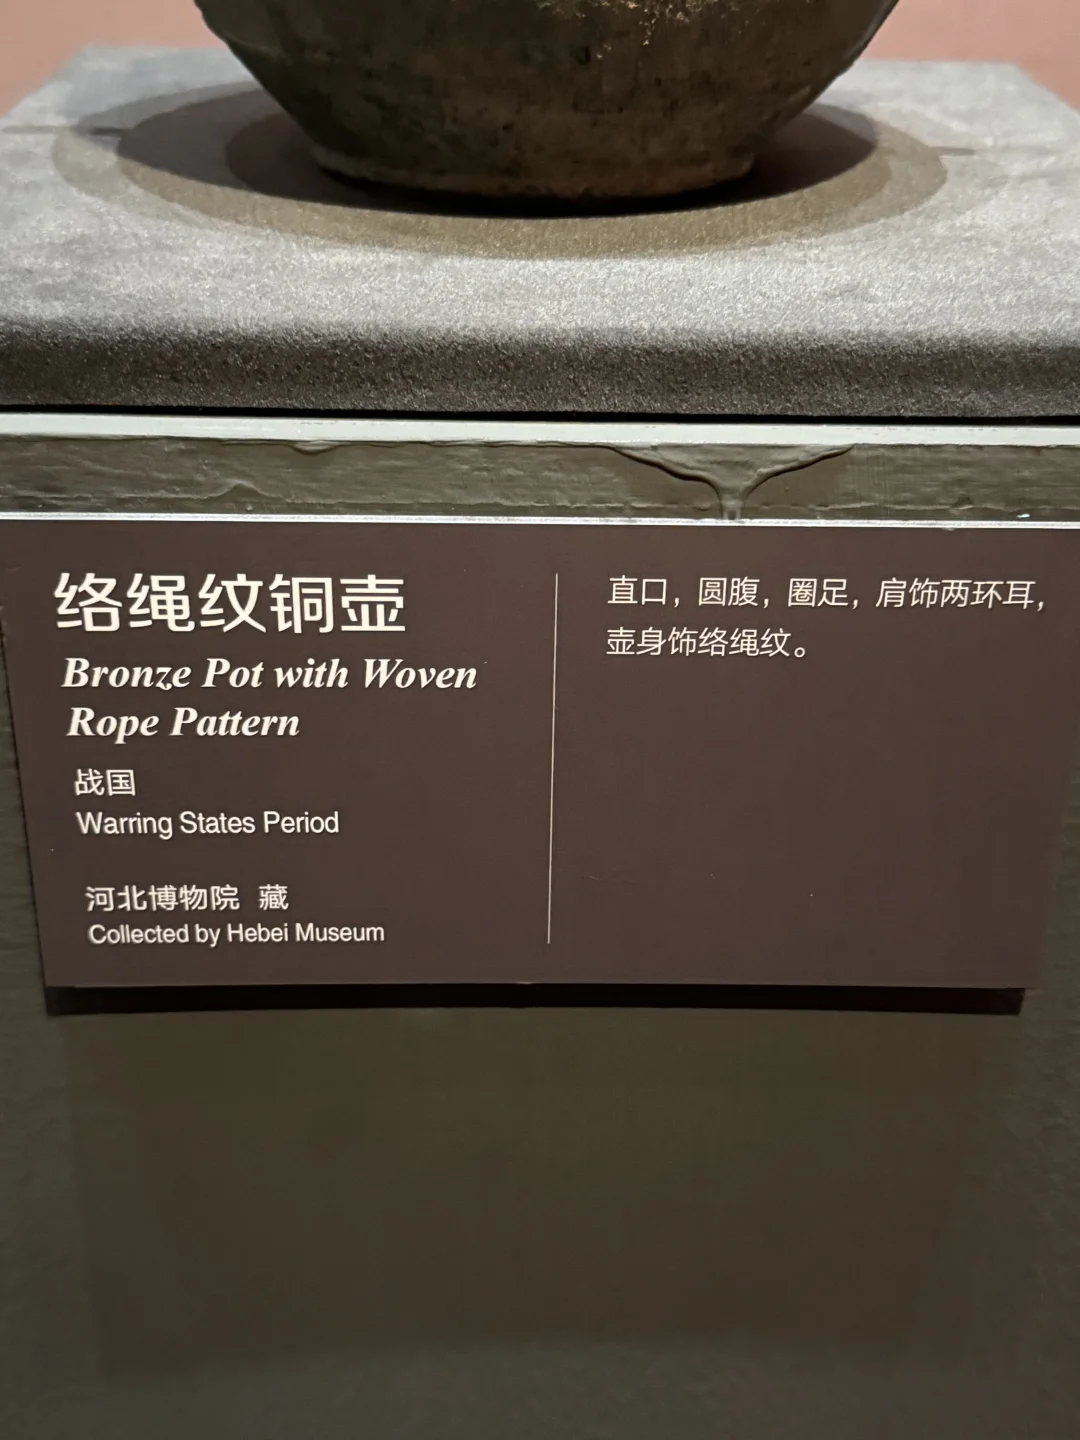 络绳纹铜壶
Bronze Pot with Woven
Rope Pattern
战国
Warring States Period
河北博物院 藏
Collected by Hebei Museum
直口，圆腹，圈足，肩饰两环耳，
壶身饰络绳纹。